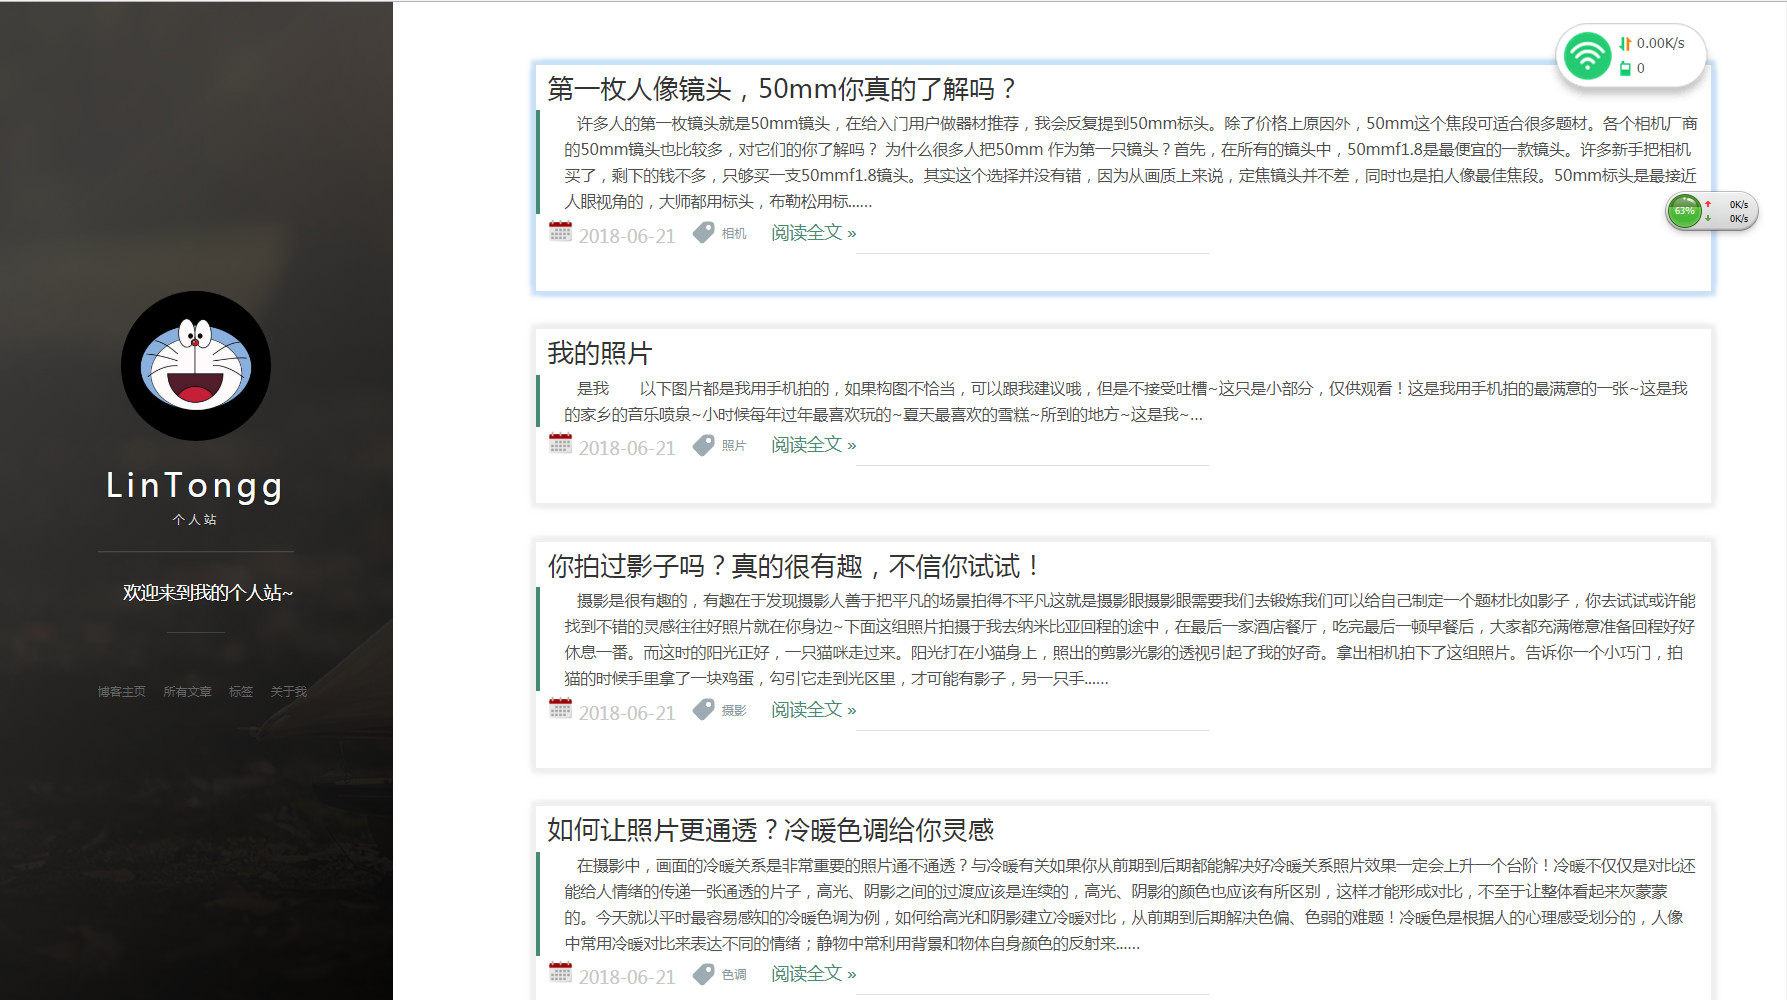 LinTongg
个人站
欢迎来到我的个人站~
博客主页 所有文章 标签 关于我
0.00K/s
0
63% 0K/s
0K/s
第一枚人像镜头，50mm你真的了解吗？
许多人的第一枚镜头就是50mm镜头，在给入门用户做器材推荐，我会反复提到50mm标头。除了价格上原因外，50mm这个焦段可适合很多题材。各个相机厂商
的50mm镜头也比较多，对它们的你了解吗？ 为什么很多人把50mm 作为第一只镜头？首先，在所有的镜头中，50mmf1.8是最便宜的一款镜头。许多新手把相机
买了，剩下的钱不多，只够买一支50mmf1.8镜头。其实这个选择并没有错，因为从画质上来说，定焦镜头并不差，同时也是拍人像最佳焦段。50mm标头是最接近
人眼视角的，大师都用标头，布勒松用标......
2018-06-21 相机 阅读全文 »
我的照片
是我 以下图片都是我用手机拍的，如果构图不恰当，可以跟我建议哦，但是不接受吐槽~这只是小部分，仅供观看！这是我用手机拍的最满意的一张~这是我
的家乡的音乐喷泉~小时候每年过年最喜欢玩的~夏天最喜欢的雪糕~所到的地方~这是我~...
2018-06-21 照片 阅读全文 »
你拍过影子吗？真的很有趣，不信你试试！
摄影是很有趣的，有趣在于发现摄影人善于把平凡的场景拍得不平凡这就是摄影眼摄影眼需要我们去锻炼我们可以给自己制定一个题材比如影子，你去试试或许能
找到不错的灵感往往好照片就在你身边~下面这组照片拍摄于我去纳米比亚回程的途中，在最后一家酒店餐厅，吃完最后一顿早餐后，大家都充满倦意准备回程好好
休息一番。而这时的阳光正好，一只猫咪走过来。阳光打在小猫身上，照出的剪影光影的透视引起了我的好奇。拿出相机拍下了这组照片。告诉你一个小巧门，拍
猫的时候手里拿了一块鸡蛋，勾引它走到光区里，才可能有影子，另一只手......
2018-06-21 摄影 阅读全文 »
如何让照片更通透？冷暖色调给你灵感
在摄影中，画面的冷暖关系是非常重要的照片通不通透？与冷暖有关如果你从前期到后期都能解决好冷暖关系照片效果一定会上升一个台阶！冷暖不仅仅是对比还
能给人情绪的传递一张通透的片子，高光、阴影之间的过渡应该是连续的，高光、阴影的颜色也应该有所区别，这样才能形成对比，不至于让整体看起来灰蒙蒙
的。今天就以平时最容易感知的冷暖色调为例，如何给高光和阴影建立冷暖对比，从前期到后期解决色偏、色弱的难题！冷暖色是根据人的心理感受划分的，人像
中常用冷暖对比来表达不同的情绪；静物中常利用背景和物体自身颜色的反射来......
2018-06-21 色调 阅读全文 »